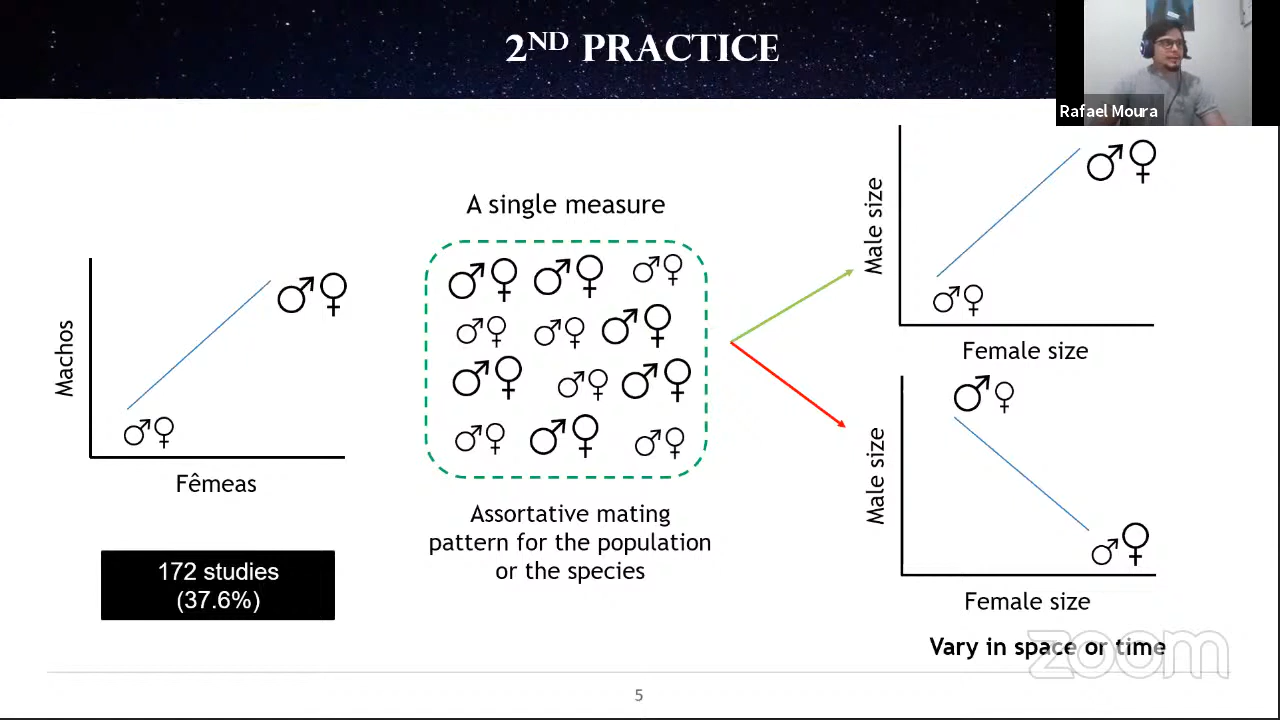 2ND PRACTICE
Rafael Moura
Machos
Fêmeas
172 studies
(37.6%)
A single measure
Assortative mating
pattern for the population
or the species
Male size
Female size
Male size
Female size
Vary in space or time
zoom
5